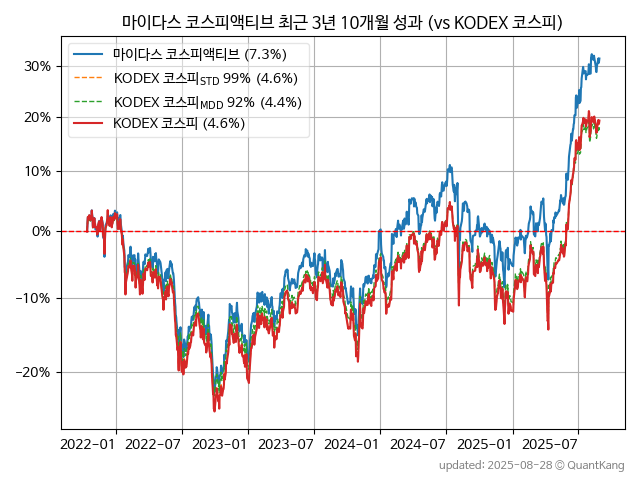 마이다스 코스피액티브 최근 3년 10개월 성과 (vs KODEX 코스피)
마이다스 코스피액티브 (7.3%)
KODEX 코스피STD 99% (4.6%)
KODEX 코스피MDD 92% (4.4%)
KODEX 코스피 (4.6%)
30%
20%
10%
0%
−10%
−20%
2022-01 2022-07 2023-01 2023-07 2024-01 2024-07 2025-01 2025-07
updated: 2025-08-28 © QuantKang